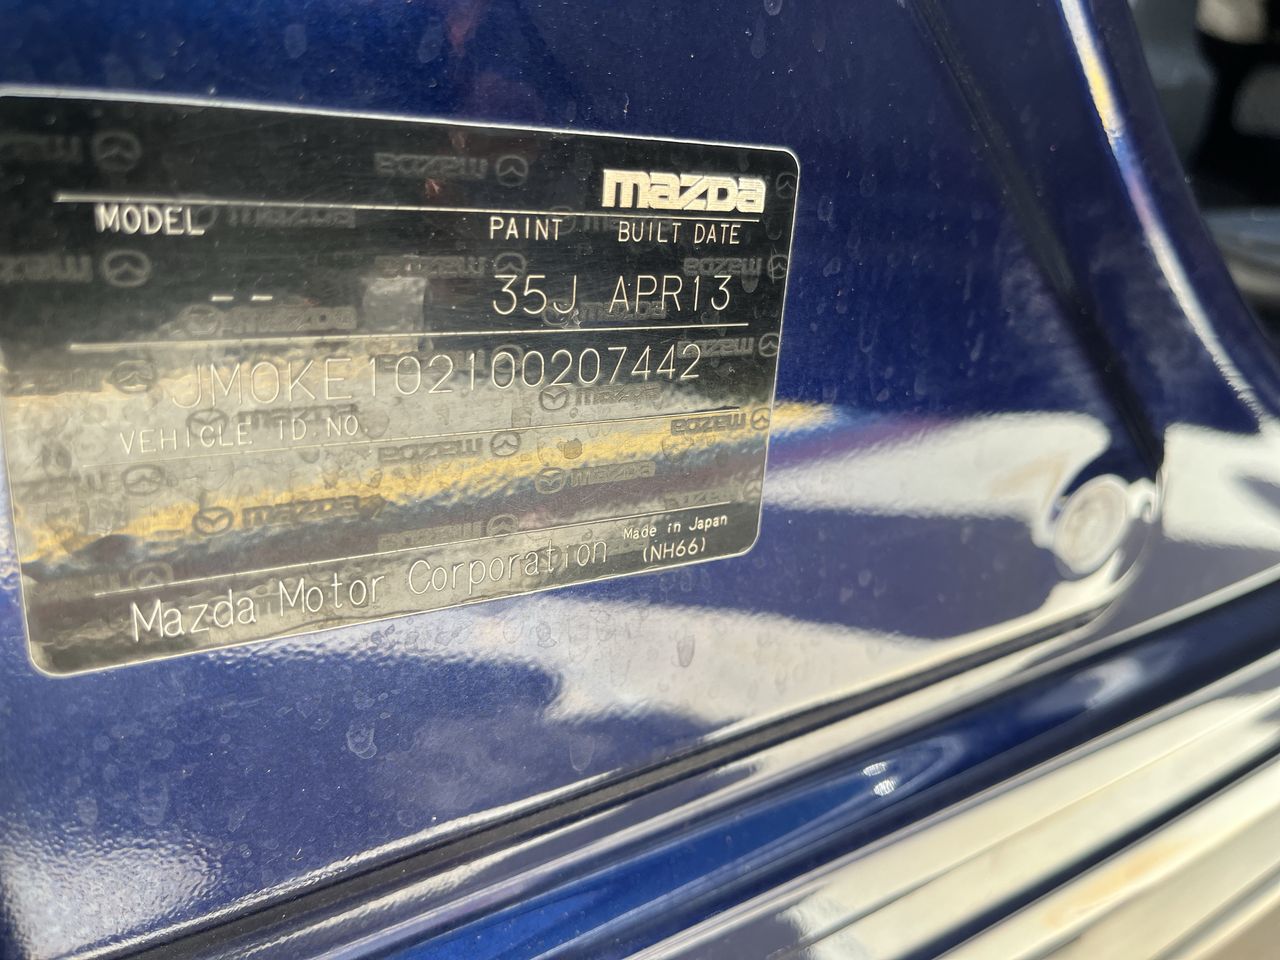 mazda
MODEL PAINT BUILT DATE
-- 35J APR13
JM0KE102100207442
VEHICLE ID.NO.
Mazda Motor Corporation Made in Japan
(NH66)